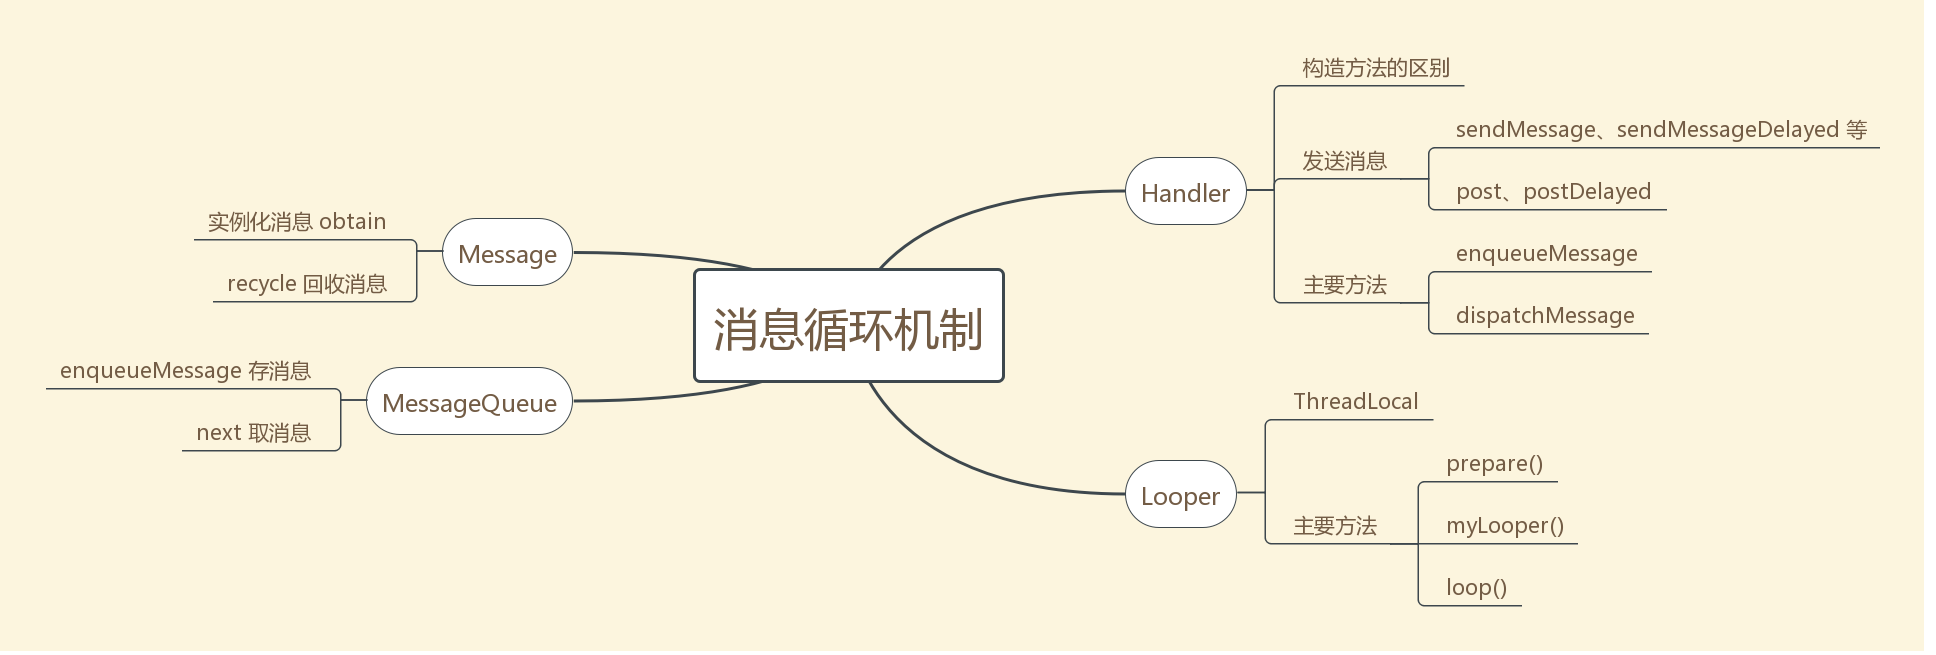 消息循环机制
Handler
构造方法的区别
发送消息
sendMessage、sendMessageDelayed 等
post、postDelayed
主要方法
enqueueMessage
dispatchMessage
Looper
ThreadLocal
主要方法
prepare()
myLooper()
loop()
Message
实例化消息 obtain
recycle 回收消息
MessageQueue
enqueueMessage 存消息
next 取消息